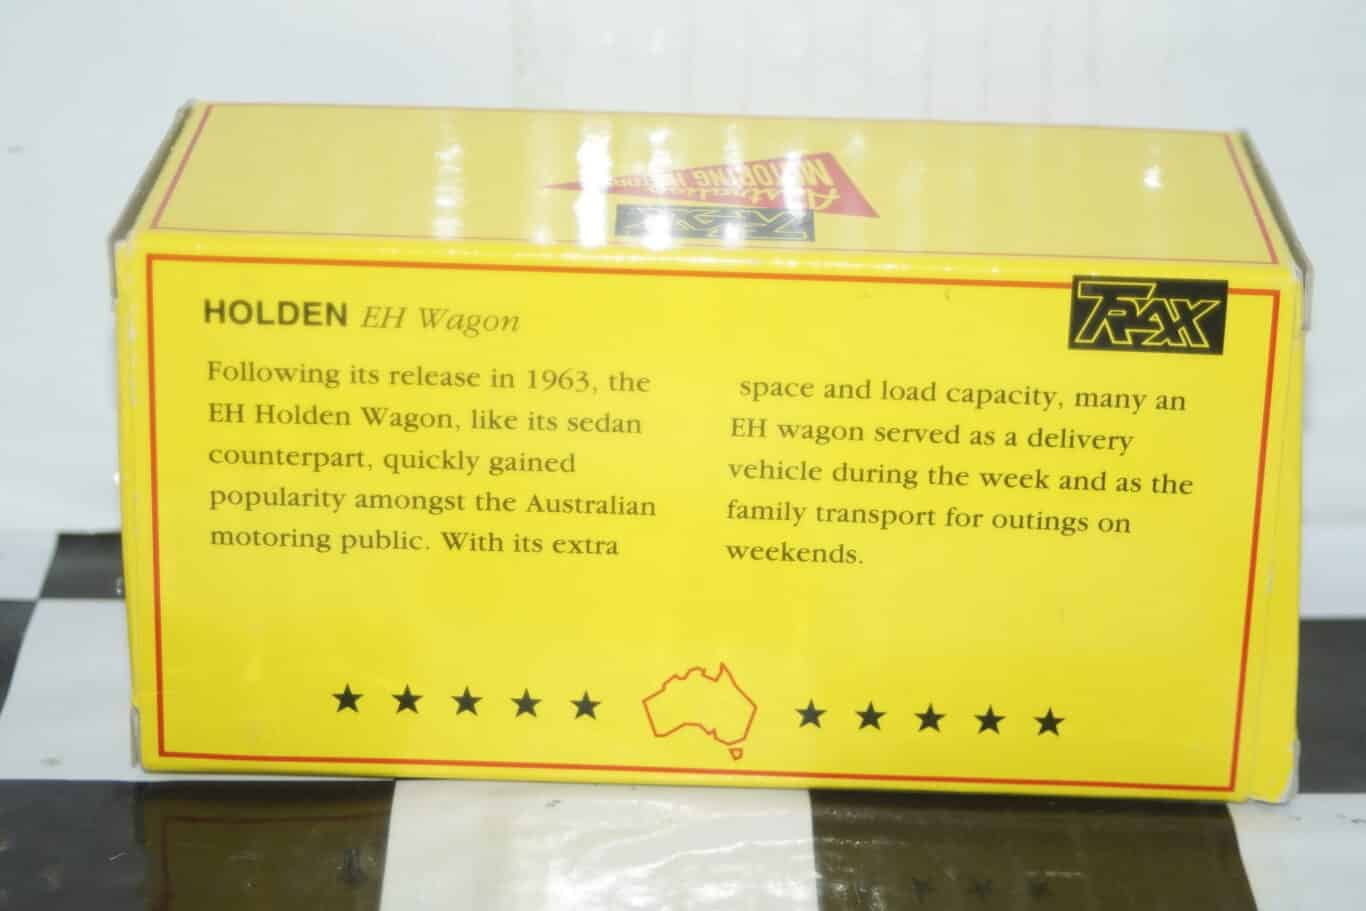 Australian
MOTORING
TRAX
HOLDEN EH Wagon
TRAX
Following its release in 1963, the
EH Holden Wagon, like its sedan
counterpart, quickly gained
popularity amongst the Australian
motoring public. With its extra
space and load capacity, many an
EH wagon served as a delivery
vehicle during the week and as the
family transport for outings on
weekends.